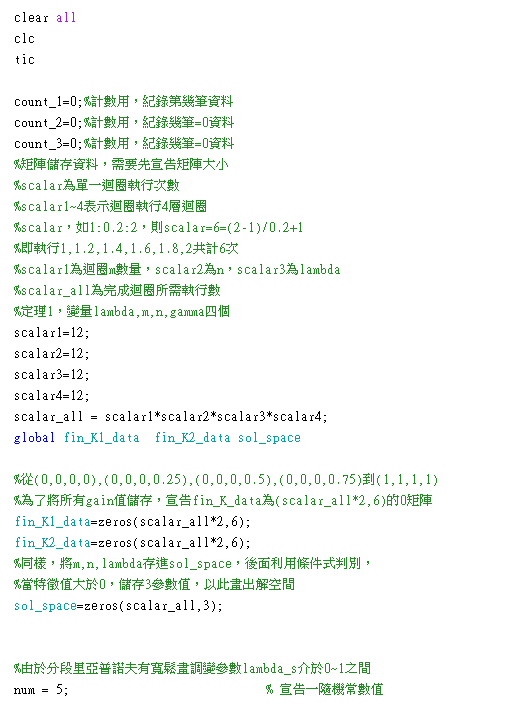 clear all
clc
tic
count_1=0;%計數用，紀錄第幾筆資料
count_2=0;%計數用，紀錄幾筆=0資料
count_3=0;%計數用，紀錄幾筆≈0資料
%矩陣儲存資料，需要先宣告矩陣大小
%scalar為單一迴圈執行次數
%scalar1~4表示迴圈執行4層迴圈
%scalar，如1:0.2:2，則scalar=6=(2-1)/0.2+1
%即執行1,1.2,1.4,1.6,1.8,2共計6次
%scalar1為迴圈m數量，scalar2為n，scalar3為lambda
%scalar_all為完成迴圈所需執行數
%定理1，變量lambda,m,n,gamma四個
scalar1=12;
scalar2=12;
scalar3=12;
scalar4=12;
scalar_all = scalar1*scalar2*scalar3*scalar4;
global fin_K1_data  fin_K2_data sol_space
%從(0,0,0,0),(0,0,0,0.25),(0,0,0,0.5),(0,0,0,0.75)到(1,1,1,1)
%為了將所有gain值儲存，宣告fin_K_data為(scalar_all*2,6)的0矩陣
fin_K1_data=zeros(scalar_all*2,6);
fin_K2_data=zeros(scalar_all*2,6);
%同樣，將m,n,lambda存進sol_space，後面利用條件式判別，
%當特徵值大於0，儲存3參數值，以此畫出解空間
sol_space=zeros(scalar_all,3);
%由於分段里亞普諾夫有寬鬆畫調變參數lambda_s介於0~1之間
num = 5; % 宣告一隨機常數值